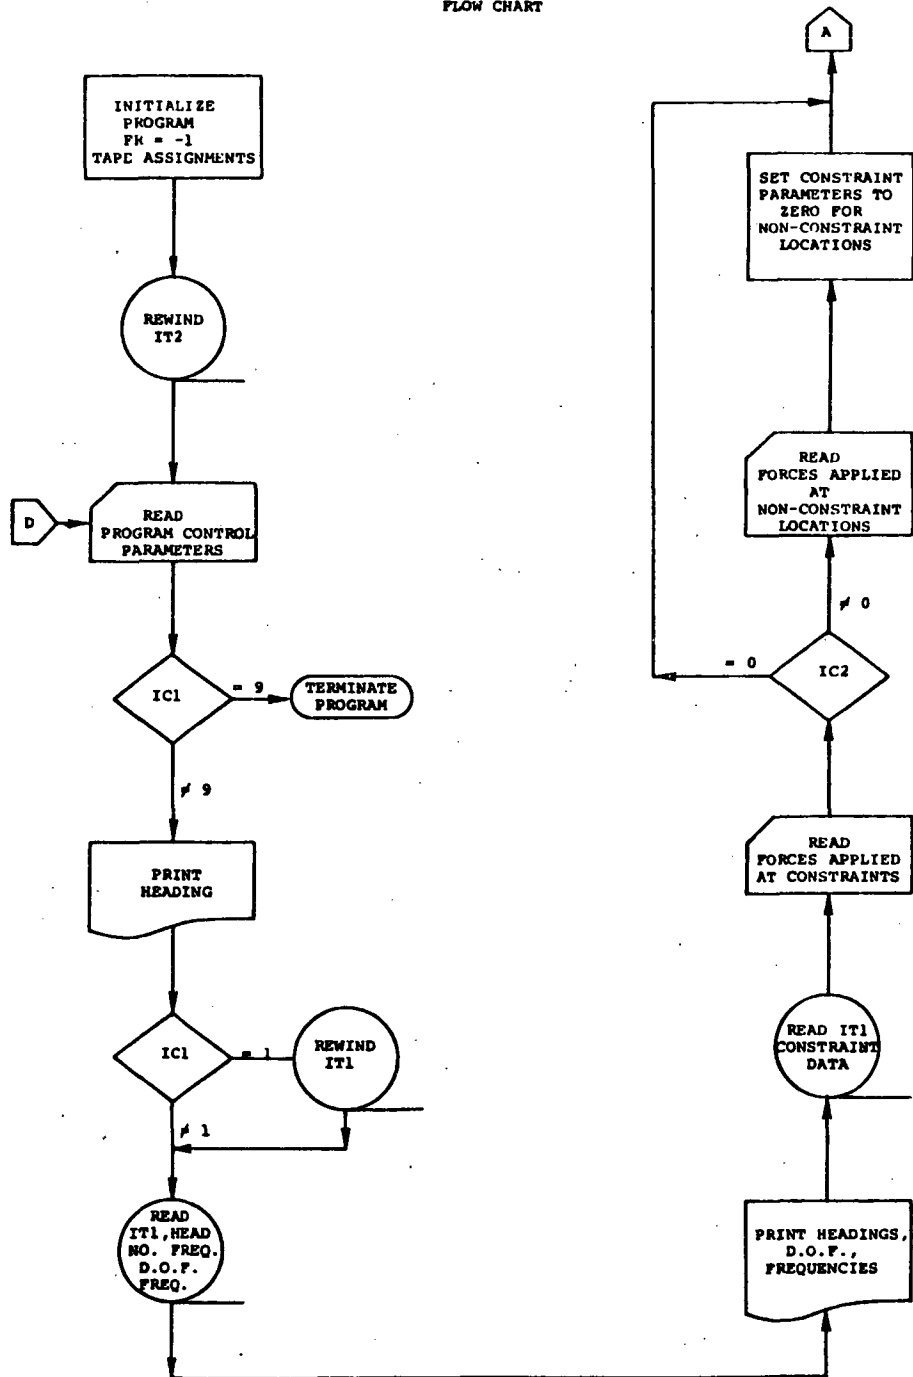 FLOW CHART
INITIALIZE
PROGRAM
FK = -1
TAPE ASSIGNMENTS
REWIND
IT2
D
READ
PROGRAM CONTROL
PARAMETERS
IC1
= 9
TERMINATE
PROGRAM
≠ 9
PRINT
HEADING
IC1
= 1
REWIND
IT1
≠ 1
READ
IT1,HEAD
NO. FREQ.
D.O.F.
FREQ.
A
SET CONSTRAINT
PARAMETERS TO
ZERO FOR
NON-CONSTRAINT
LOCATIONS
READ
FORCES APPLIED
AT
NON-CONSTRAINT
LOCATIONS
≠ 0
= 0
IC2
READ
FORCES APPLIED
AT CONSTRAINTS
READ IT1
CONSTRAINT
DATA
PRINT HEADINGS,
D.O.F.,
FREQUENCIES